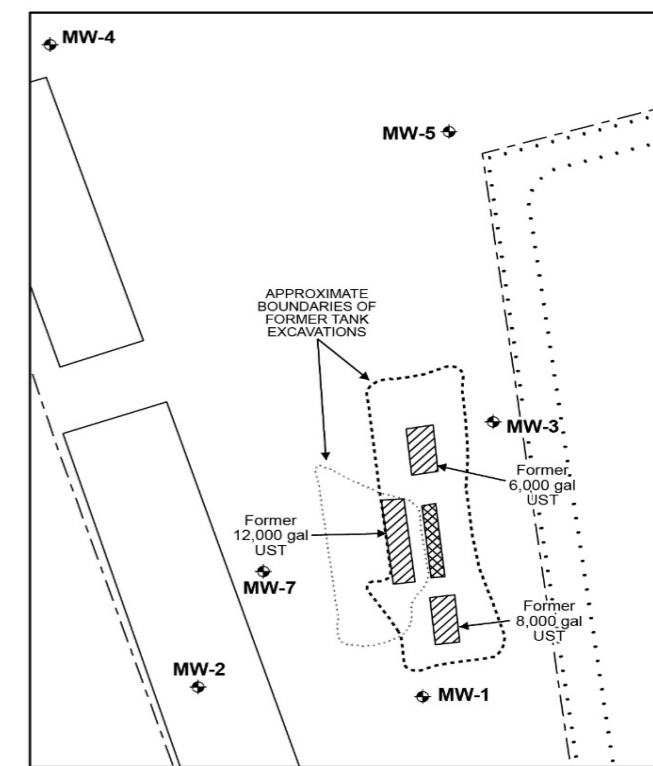 MW-4
MW-5
APPROXIMATE
BOUNDARIES OF
FORMER TANK
EXCAVATIONS
MW-3
Former
6,000 gal
UST
Former
12,000 gal
UST
MW-7
Former
8,000 gal
UST
MW-2
MW-1